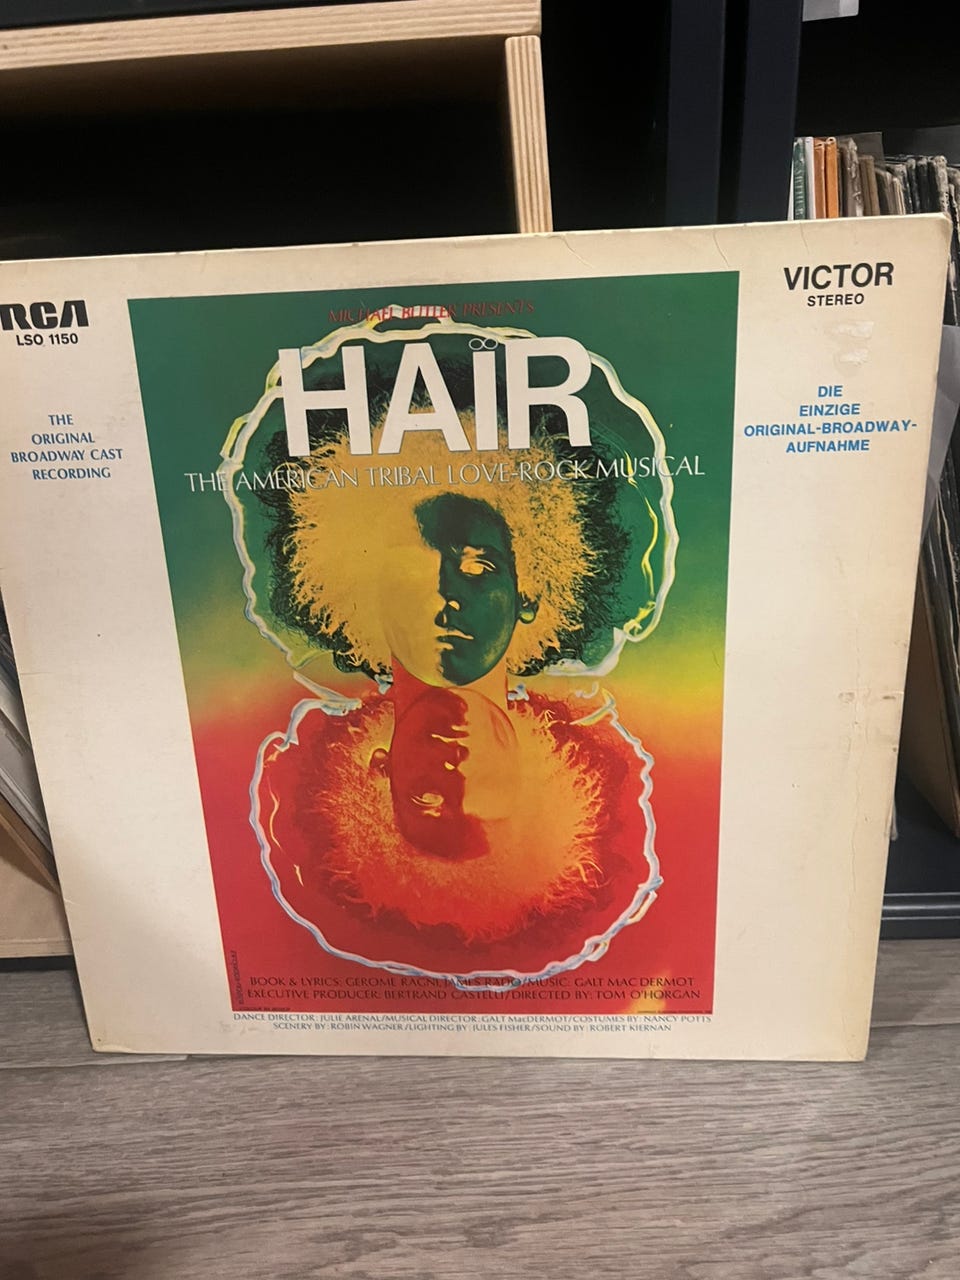 RCA
LSO 1150
VICTOR
STEREO
THE
ORIGINAL
BROADWAY CAST
RECORDING
DIE
EINZIGE
ORIGINAL-BROADWAY-
AUFNAHME
MICHAEL BUTLER PRESENTS
HAÏR
THE AMERICAN TRIBAL LOVE-ROCK MUSICAL
BOOK & LYRICS: GEROME RAGNI, JAMES RADO/MUSIC: GALT MAC DERMOT
EXECUTIVE PRODUCER: BERTRAND CASTELLI/DIRECTED BY: TOM O'HORGAN
DANCE DIRECTOR: JULIE ARENAL/MUSICAL DIRECTOR: GALT MacDERMOT/COSTUMES BY: NANCY POTTS
SCENERY BY: ROBIN WAGNER/LIGHTING BY: JULES FISHER/SOUND BY: ROBERT KIERNAN